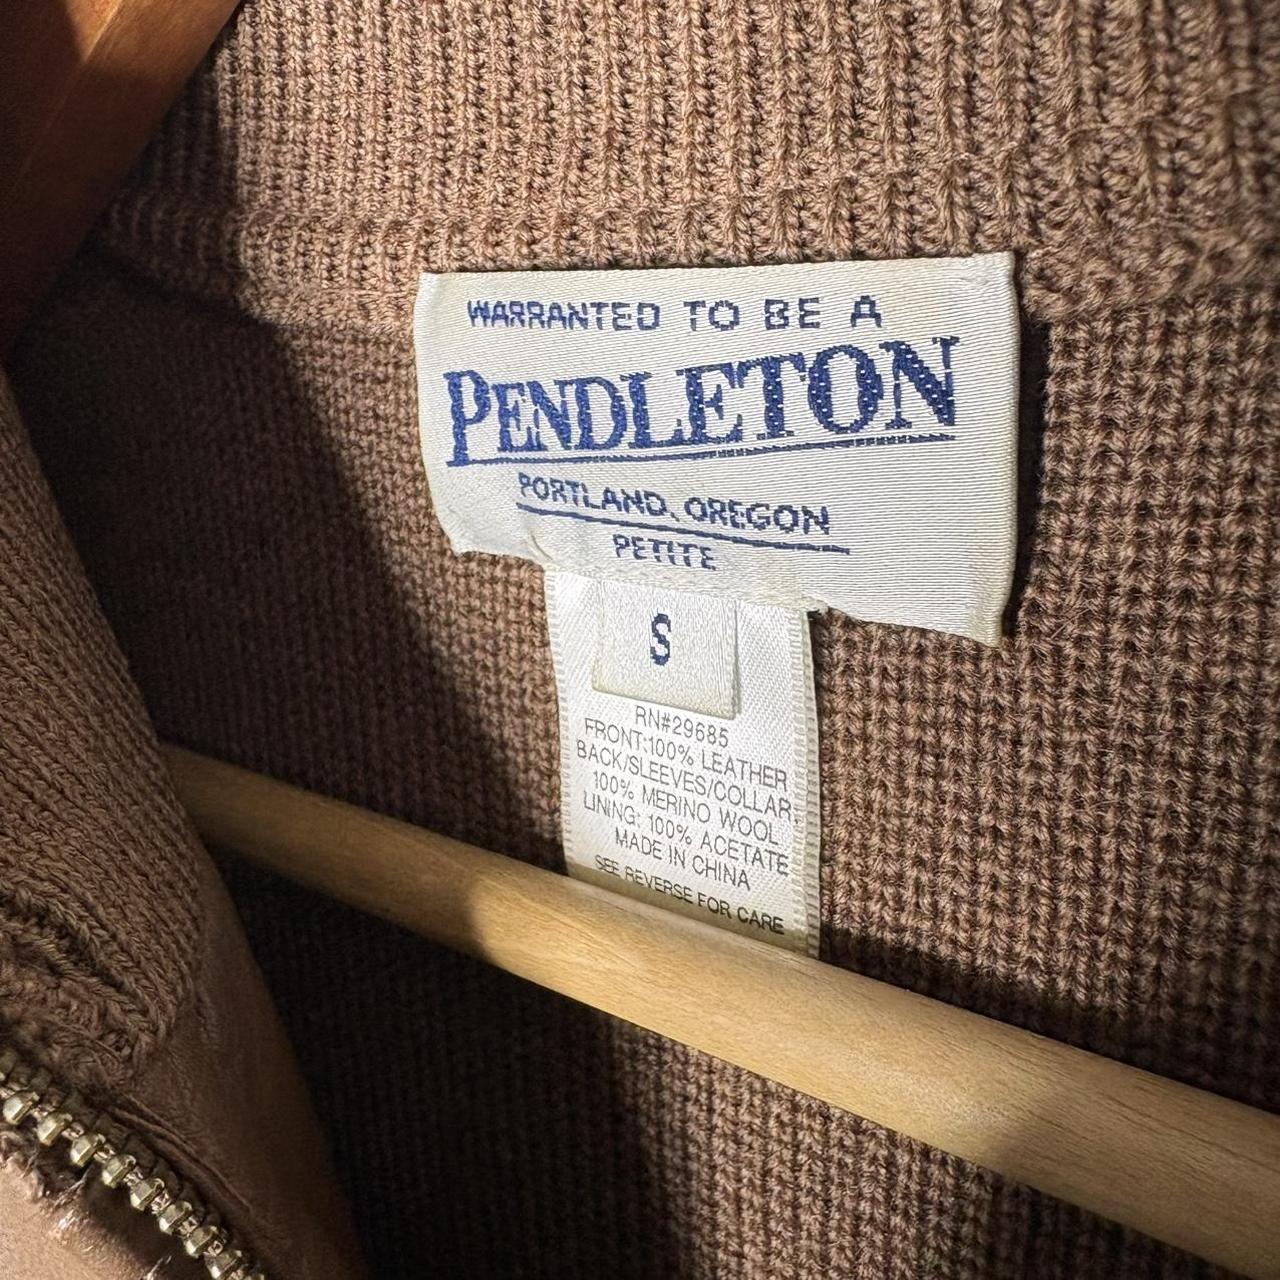 WARRANTED TO BE A
PENDLETON
PORTLAND, OREGON
PETITE
S
RN#29685
FRONT:100% LEATHER
BACK/SLEEVES/COLLAR:
100% MERINO WOOL
LINING: 100% ACETATE
MADE IN CHINA
SEE REVERSE FOR CARE